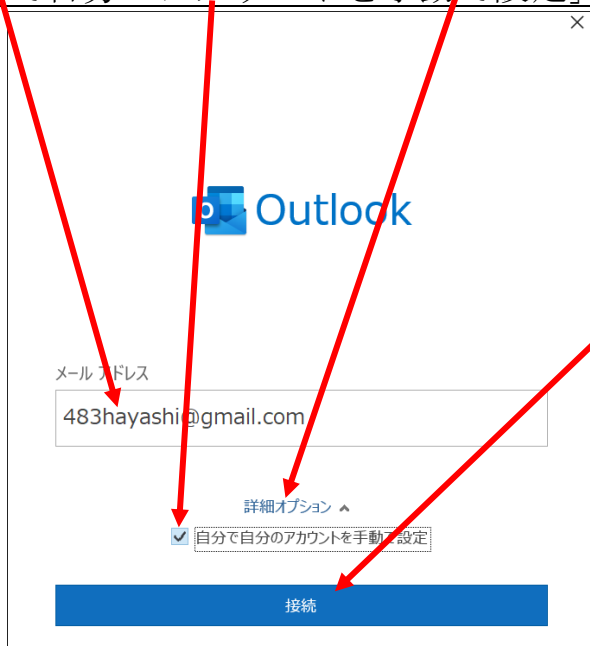 Outlook
メール アドレス
483hayashi@gmail.com
詳細オプション
自分で自分のアカウントを手動で設定
接続